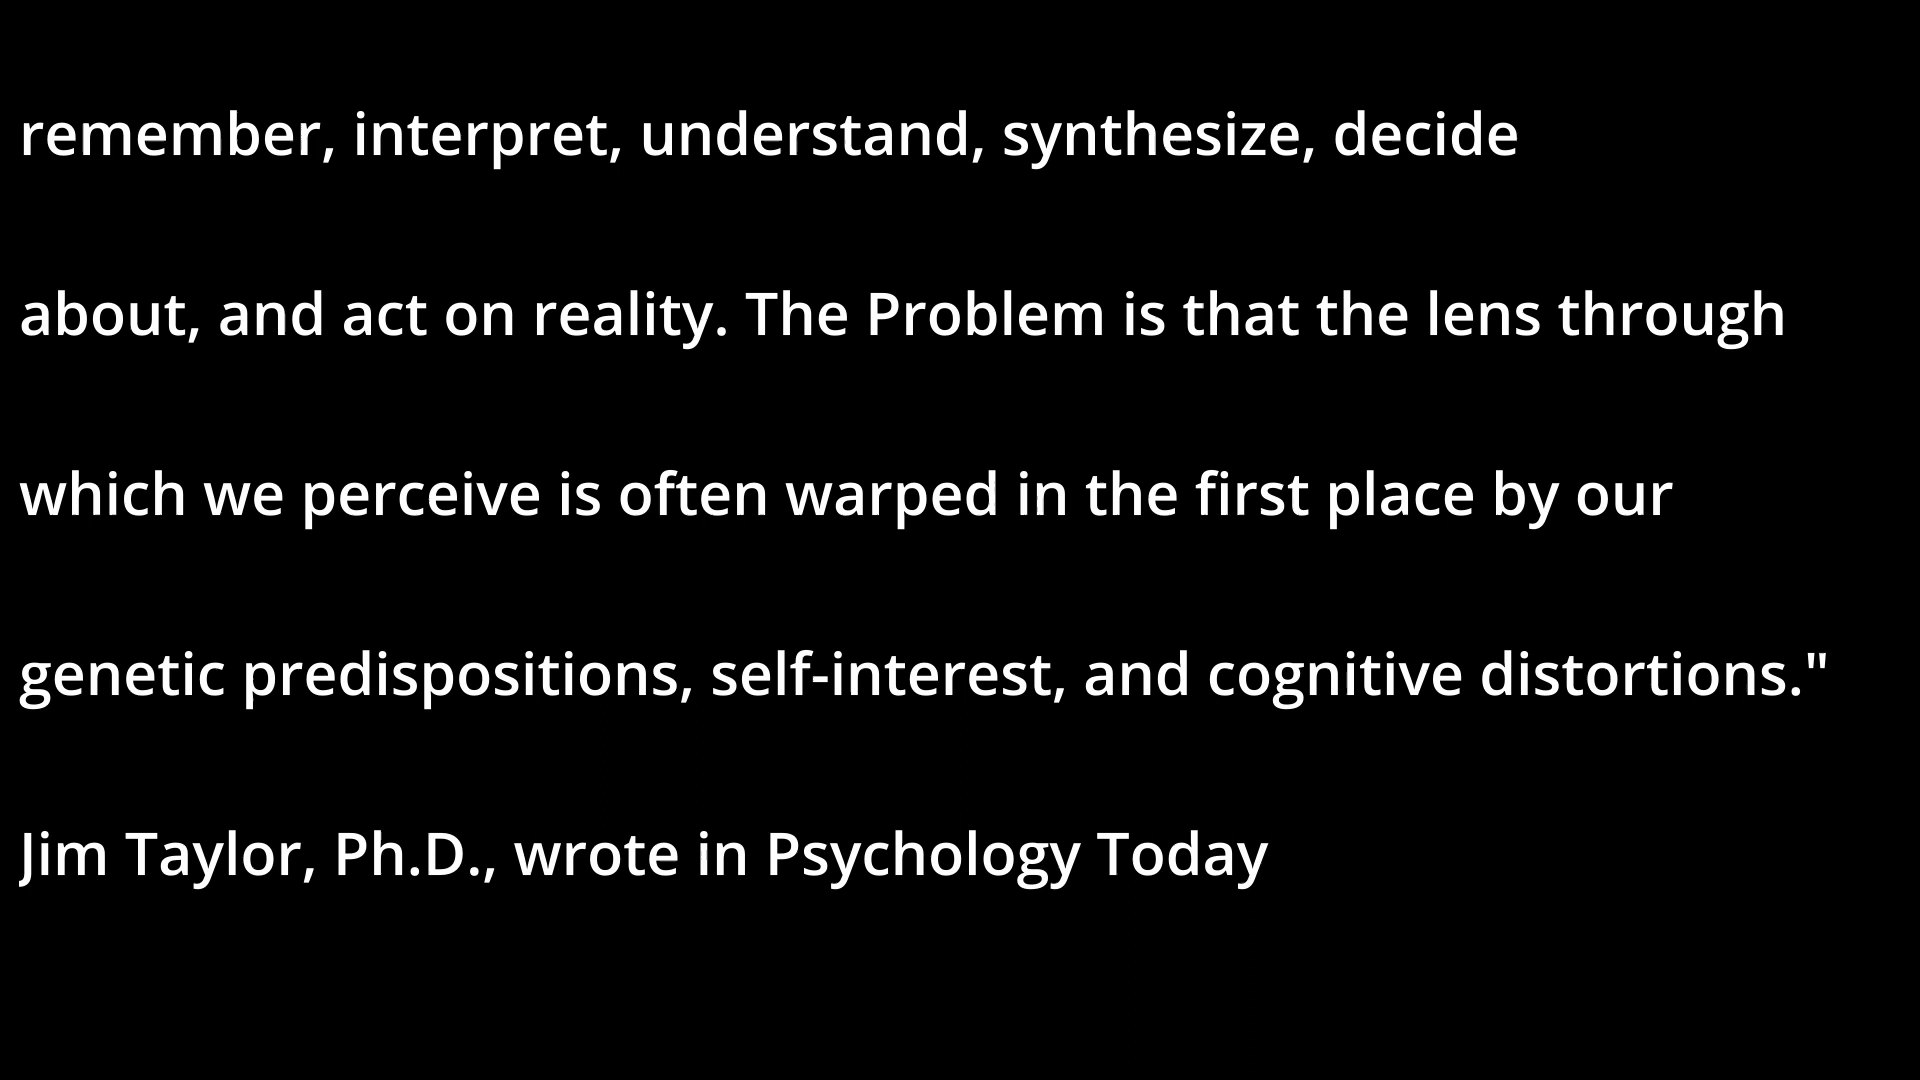 remember, interpret, understand, synthesize, decide
about, and act on reality. The Problem is that the lens through
which we perceive is often warped in the first place by our
genetic predispositions, self-interest, and cognitive distortions."
Jim Taylor, Ph.D., wrote in Psychology Today